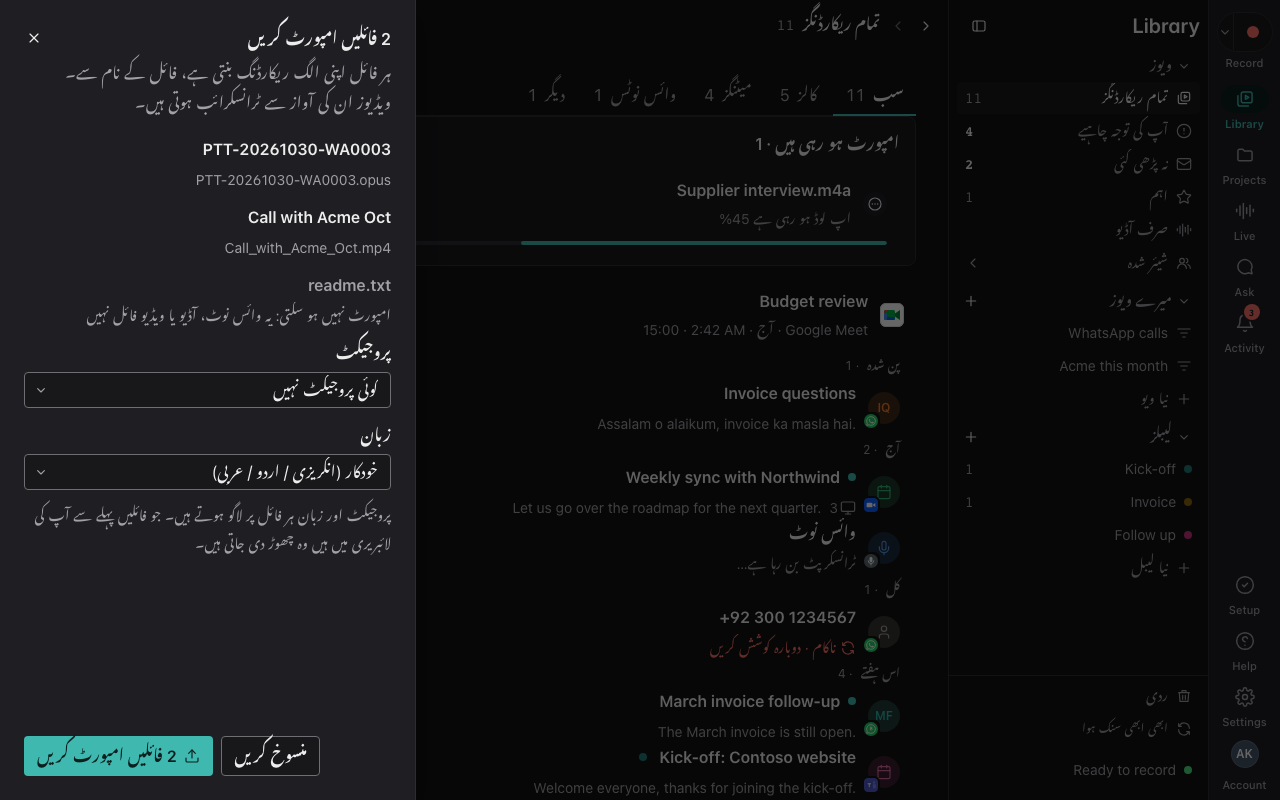 2 فائلیں امپورٹ کریں
ہر فائل اپنی الگ ریکارڈنگ بنتی ہے، فائل کے نام سے۔
ویڈیوز ان کی آواز سے ٹرانسکرائب ہوتی ہیں۔
PTT-20261030-WA0003
PTT-20261030-WA0003.opus
Call with Acme Oct
Call_with_Acme_Oct.mp4
readme.txt
امپورٹ نہیں ہو سکتی: یہ وائس نوٹ، آڈیو یا ویڈیو فائل نہیں
پروجیکٹ
کوئی پروجیکٹ نہیں
زبان
خودکار (انگریزی / اردو / عربی)
پروجیکٹ اور زبان ہر فائل پر لاگو ہوتے ہیں۔ جو فائلیں پہلے سے آپ کی
لائبریری میں ہیں وہ چھوڑ دی جاتی ہیں۔
منسوخ کریں
2 فائلیں امپورٹ کریں
تمام ریکارڈنگز 11
سب 11
کالز 5
میٹنگز 4
وائس نوٹس 1
دیگر 1
امپورٹ ہو رہی ہیں · 1
Supplier interview.m4a
اپ لوڈ ہو رہی ہے 45%
Budget review
Google Meet · آج · 2:42 AM · 15:00
پن شدہ · 1
IQ
Invoice questions
Assalam o alaikum, invoice ka masla hai.
آج · 2
Weekly sync with Northwind
Let us go over the roadmap for the next quarter. 3
وائس نوٹ
ٹرانسکرپٹ بن رہا ہے...
کل · 1
+92 300 1234567
ناکام · دوبارہ کوشش کریں
اس ہفتے · 4
MF
March invoice follow-up
The March invoice is still open.
Kick-off: Contoso website
Welcome everyone, thanks for joining the kick-off.
Library
ویوز
تمام ریکارڈنگز 11
آپ کی توجہ چاہیے 4
نہ پڑھی گئی 2
اہم 1
صرف آڈیو
شیئر شدہ
میرے ویوز
WhatsApp calls
Acme this month
نیا ویو
لیبلز
Kick-off 1
Invoice 1
Follow up
نیا لیبل
ردی
ابھی ابھی سنک ہوا
Ready to record
Record
Library
Projects
Live
Ask
3
Activity
Setup
Help
Settings
AK
Account